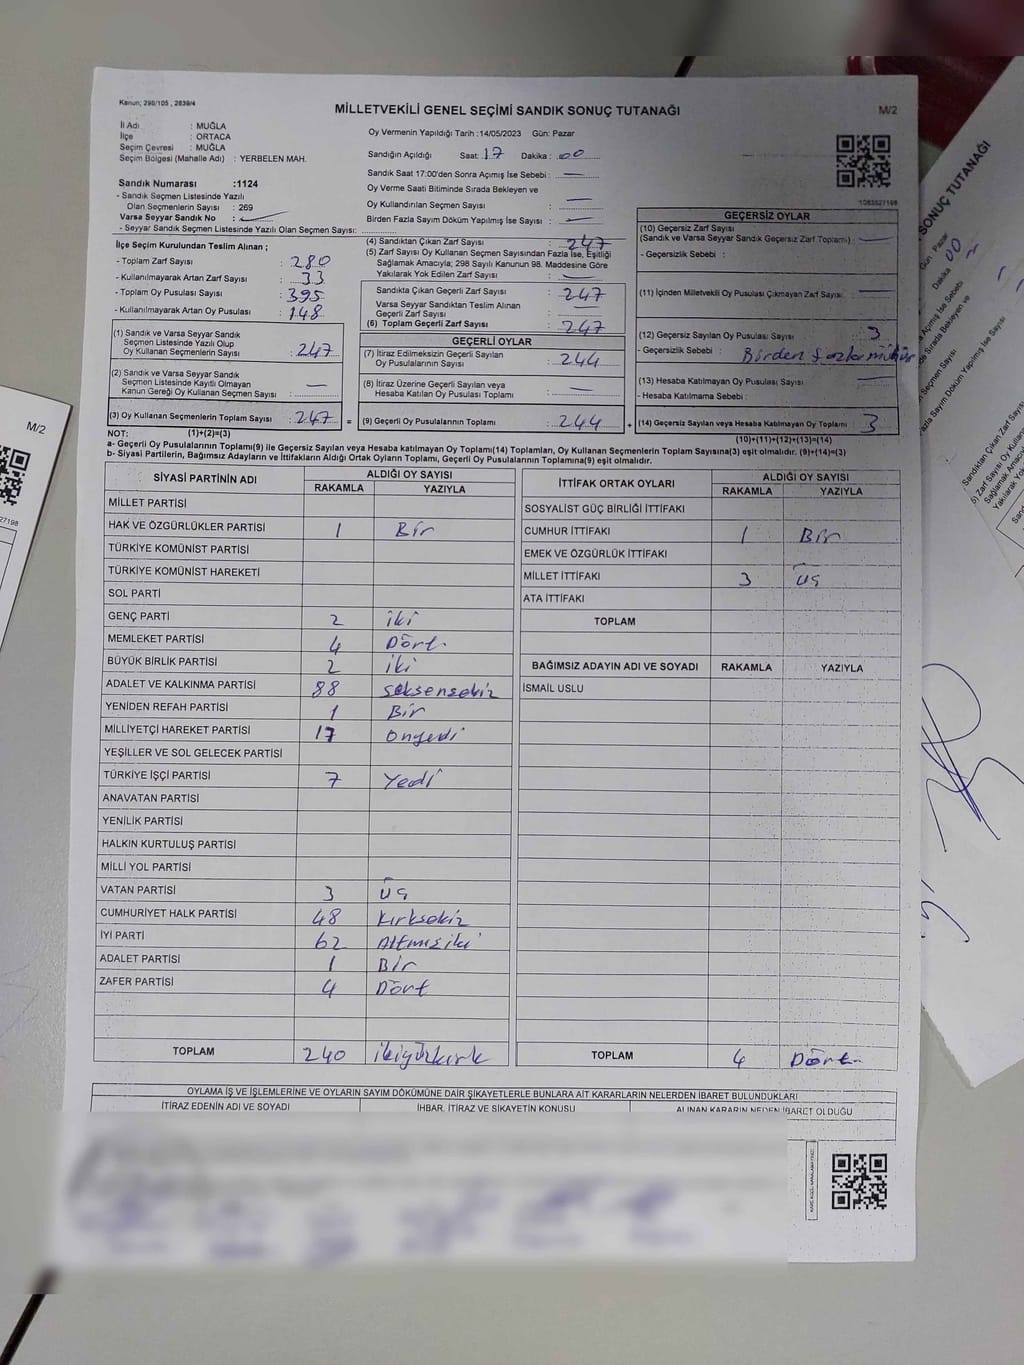 Kanun; 298/105 , 2839/4
MİLLETVEKİLİ GENEL SEÇİMİ SANDIK SONUÇ TUTANAĞI
M/2
İl Adı : MUĞLA
İlçe : ORTACA
Seçim Çevresi : MUĞLA
Seçim Bölgesi (Mahalle Adı) : YERBELEN MAH.
Sandık Numarası :1124
- Sandık Seçmen Listesinde Yazılı
Olan Seçmenlerin Sayısı : 269
Varsa Seyyar Sandık No :
- Seyyar Sandık Seçmen Listesinde Yazılı Olan Seçmen Sayısı:
Oy Vermenin Yapıldığı Tarih :14/05/2023 Gün: Pazar
Sandığın Açıldığı Saat: 17 Dakika : 00
Sandık Saat 17:00'den Sonra Açımış İse Sebebi : —
Oy Verme Saati Bitiminde Sırada Bekleyen ve
Oy Kullandırılan Seçmen Sayısı : —
Birden Fazla Sayım Döküm Yapılmış İse Sayısı : —
1083527198
İlçe Seçim Kurulundan Teslim Alınan ;
- Toplam Zarf Sayısı : 280
- Kullanılmayarak Artan Zarf Sayısı : 33
- Toplam Oy Pusulası Sayısı : 395
- Kullanılmayarak Artan Oy Pusulası : 148
(1) Sandık ve Varsa Seyyar Sandık
Seçmen Listesinde Yazılı Olup
Oy Kullanan Seçmenlerin Sayısı : 247
(2) Sandık ve Varsa Seyyar Sandık
Seçmen Listesinde Kayıtlı Olmayan
Kanun Gereği Oy Kullanan Seçmen Sayısı : —
(3) Oy Kullanan Seçmenlerin Toplam Sayısı : 247 =
(4) Sandıktan Çıkan Zarf Sayısı : 247
(5) Zarf Sayısı Oy Kullanan Seçmen Sayısından Fazla İse, Eşitliği
Sağlamak Amacıyla; 298 Sayılı Kanunun 98. Maddesine Göre
Yakılarak Yok Edilen Zarf Sayısı : —
Sandıkta Çıkan Geçerli Zarf Sayısı : 247
Varsa Seyyar Sandıktan Teslim Alınan
Geçerli Zarf Sayısı : —
(6) Toplam Geçerli Zarf Sayısı : 247
GEÇERLİ OYLAR
(7) İtiraz Edilmeksizin Geçerli Sayılan
Oy Pusulalarının Sayısı : 244
(8) İtiraz Üzerine Geçerli Sayılan veya
Hesaba Katılan Oy Pusulası Toplamı : —
(9) Geçerli Oy Pusulalarının Toplamı : 244 +
GEÇERSİZ OYLAR
(10) Geçersiz Zarf Sayısı
(Sandık ve Varsa Seyyar Sandık Geçersiz Zarf Toplamı) : —
- Geçersizlik Sebebi :
(11) İçinden Milletvekili Oy Pusulası Çıkmayan Zarf Sayısı : —
(12) Geçersiz Sayılan Oy Pusulası Sayısı : 3
- Geçersizlik Sebebi : Birden fazla mühür
(13) Hesaba Katılmayan Oy Pusulası Sayısı : —
- Hesaba Katılmama Sebebi :
(14) Geçersiz Sayılan veya Hesaba Katılmayan Oy Toplamı : 3
NOT: (1)+(2)=(3) (10)+(11)+(12)+(13)=(14)
a- Geçerli Oy Pusulalarının Toplamı(9) ile Geçersiz Sayılan veya Hesaba katılmayan Oy Toplamı(14) Toplamları, Oy Kullanan Seçmenlerin Toplam Sayısına(3) eşit olmalıdır. (9)+(14)=(3)
b- Siyasi Partilerin, Bağımsız Adayların ve İttifakların Aldığı Ortak Oyların Toplamı, Geçerli Oy Pusulalarının Toplamına(9) eşit olmalıdır.
SİYASİ PARTİNİN ADI ALDIĞI OY SAYISI
RAKAMLA YAZIYLA
MİLLET PARTİSİ
HAK VE ÖZGÜRLÜKLER PARTİSİ 1 Bir
TÜRKİYE KOMÜNİST PARTİSİ
TÜRKİYE KOMÜNİST HAREKETİ
SOL PARTİ
GENÇ PARTİ 2 iki
MEMLEKET PARTİSİ 4 Dört.
BÜYÜK BİRLİK PARTİSİ 2 iki
ADALET VE KALKINMA PARTİSİ 88 seksensekiz
YENİDEN REFAH PARTİSİ 1 Bir
MİLLİYETÇİ HAREKET PARTİSİ 17 onyedi
YEŞİLLER VE SOL GELECEK PARTİSİ
TÜRKİYE İŞÇİ PARTİSİ 7 Yedi
ANAVATAN PARTİSİ
YENİLİK PARTİSİ
HALKIN KURTULUŞ PARTİSİ
MİLLİ YOL PARTİSİ
VATAN PARTİSİ 3 üç
CUMHURİYET HALK PARTİSİ 48 Kırksekiz
İYİ PARTİ 62 Altmışiki
ADALET PARTİSİ 1 Bir
ZAFER PARTİSİ 4 Dört
TOPLAM 240 ikiyüzkırk
İTTİFAK ORTAK OYLARI ALDIĞI OY SAYISI
RAKAMLA YAZIYLA
SOSYALİST GÜÇ BİRLİĞİ İTTİFAKI
CUMHUR İTTİFAKI 1 Bir
EMEK VE ÖZGÜRLÜK İTTİFAKI
MİLLET İTTİFAKI 3 üç
ATA İTTİFAKI
TOPLAM
BAĞIMSIZ ADAYIN ADI VE SOYADI RAKAMLA YAZIYLA
İSMAİL USLU
TOPLAM 4 Dört.
OYLAMA İŞ VE İŞLEMLERİNE VE OYLARIN SAYIM DÖKÜMÜNE DAİR ŞİKAYETLERLE BUNLARA AİT KARARLARIN NELERDEN İBARET BULUNDUKLARI
İTİRAZ EDENİN ADI VE SOYADI İHBAR, İTİRAZ VE ŞİKAYETİN KONUSU ALINAN KARARIN NEDEN İBARET OLDUĞU
M/2
27198
SONUÇ TUTANAĞI
Gün: Pazar
Dakika : 00